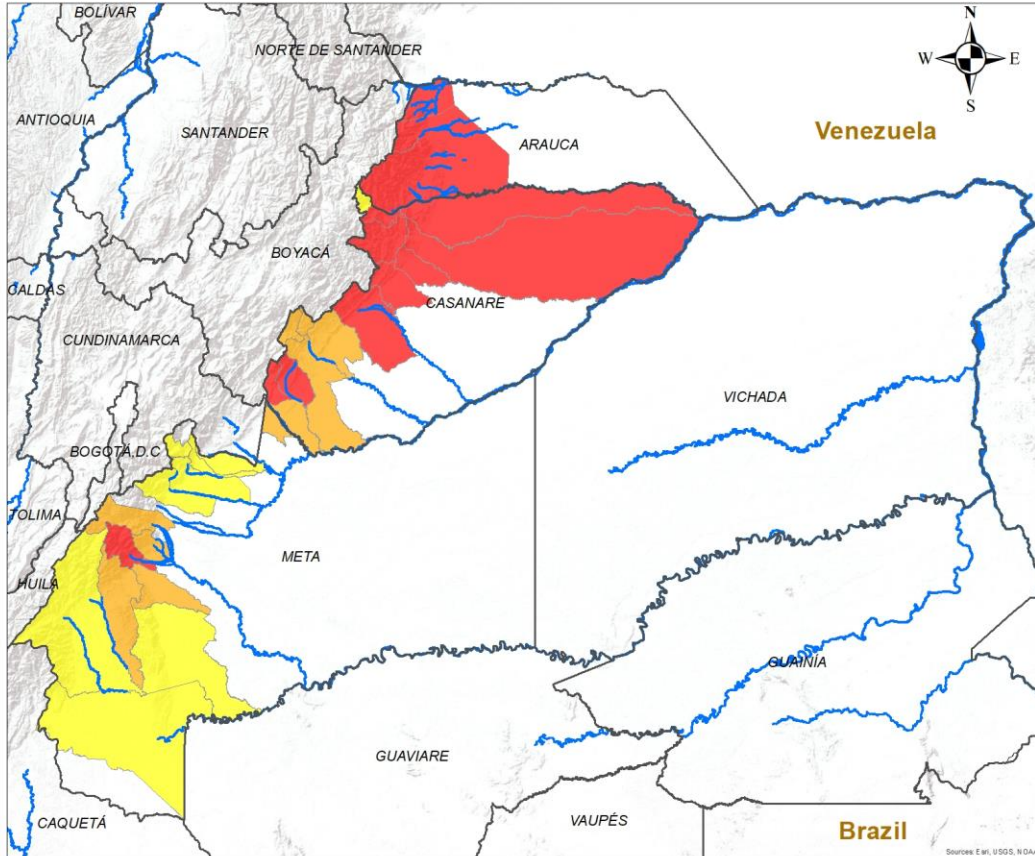 BOLÍVAR
N
NORTE DE SANTANDER
W
E
S
ANTIOQUIA
SANTANDER
ARAUCA
Venezuela
BOYACÁ
CALDAS
CASANARE
CUNDINAMARCA
VICHADA
BOGOTÁ,D.C
TOLIMA
META
HUILA
GUAINÍA
GUAVIARE
CAQUETÁ
VAUPÉS
Brazil
Sources: Esri, USGS, NOAA